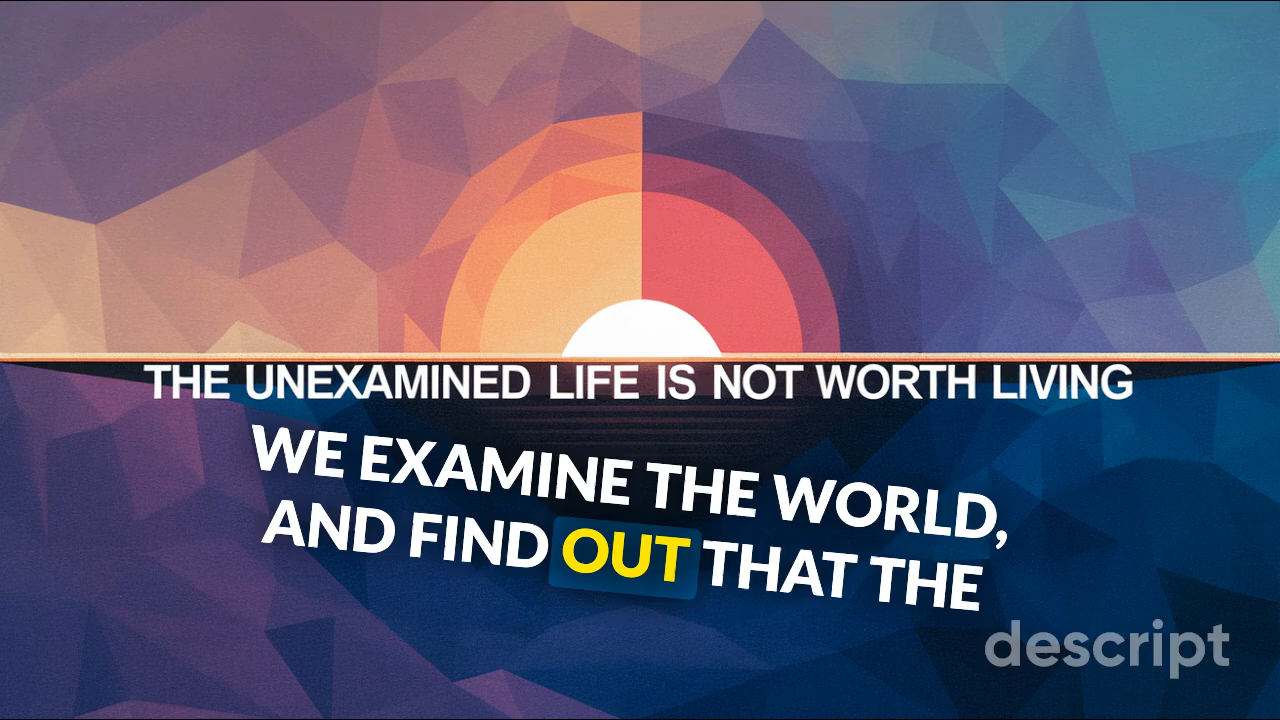 THE UNEXAMINED LIFE IS NOT WORTH LIVING
WE EXAMINE THE WORLD,
AND FIND OUT THAT THE
descript